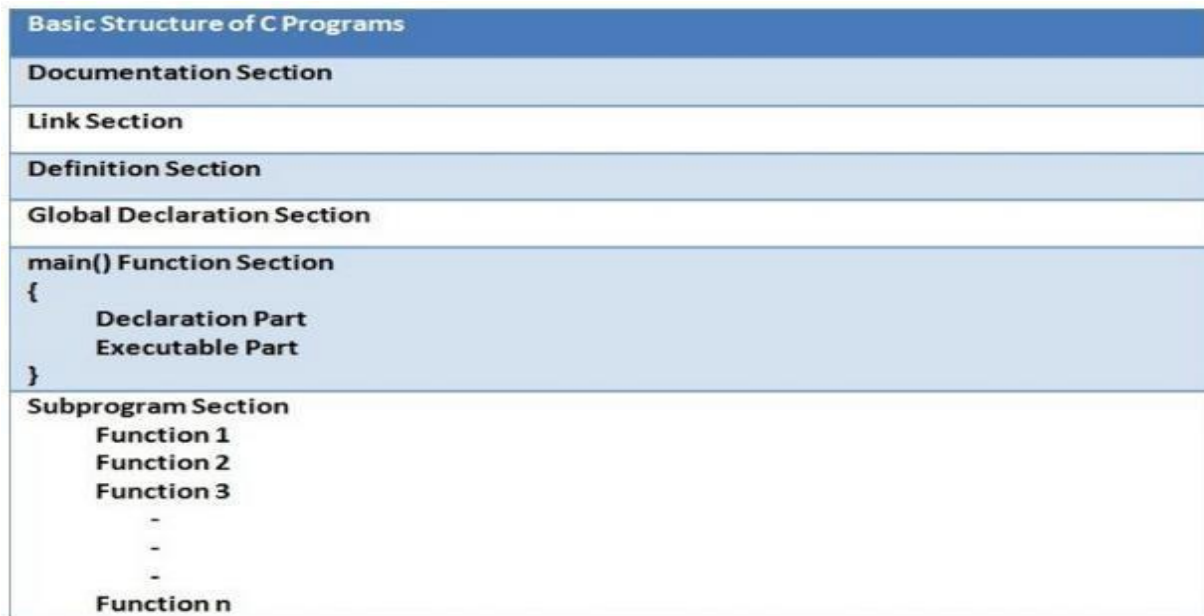 Basic Structure of C Programs
Documentation Section
Link Section
Definition Section
Global Declaration Section
main() Function Section
{
Declaration Part
Executable Part
}
Subprogram Section
Function 1
Function 2
Function 3
-
-
-
Function n